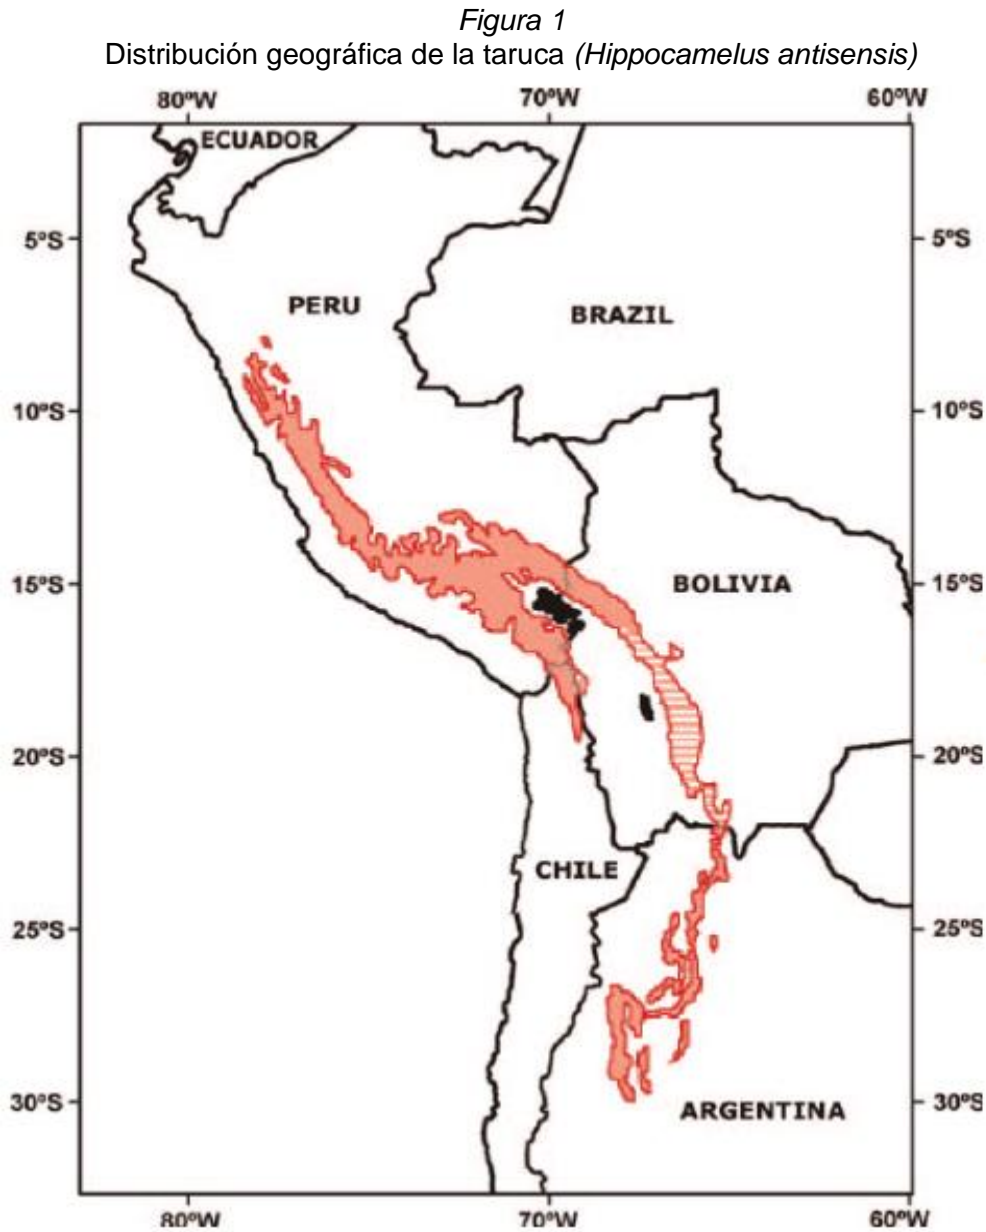 Figura 1
Distribución geográfica de la taruca (Hippocamelus antisensis)
80ºW 70ºW 60ºW
ECUADOR
5ºS 5ºS
PERU BRAZIL
10ºS 10ºS
15ºS BOLIVIA 15ºS
20ºS 20ºS
CHILE
25ºS 25ºS
30ºS ARGENTINA 30ºS
80ºW 70ºW 60ºW